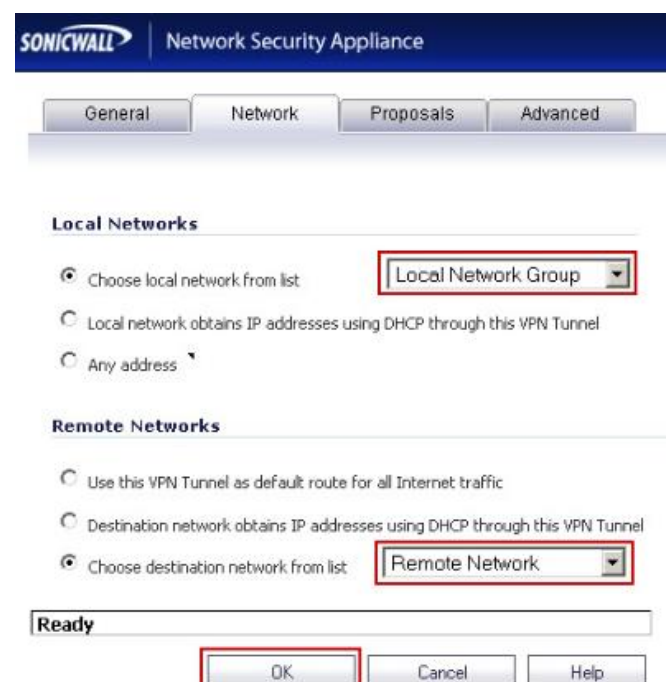 SONICWALL Network Security Appliance
General Network Proposals Advanced
Local Networks
Choose local network from list Local Network Group
Local network obtains IP addresses using DHCP through this VPN Tunnel
Any address
Remote Networks
Use this VPN Tunnel as default route for all Internet traffic
Destination network obtains IP addresses using DHCP through this VPN Tunnel
Choose destination network from list Remote Network
Ready
OK Cancel Help